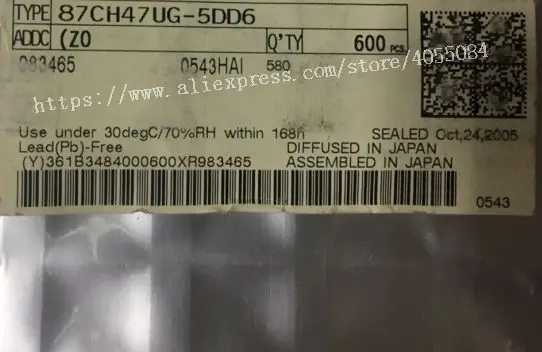 TYPE 87CH47UG-5DD6
ADDC (Z0 Q'TY 600 PCS.
983465 0543HAI 580
https://www.aliexpress.com/store/4055084
Use under 30degC/70%RH within 168h SEALED Oct,24,2005
Lead(Pb)-Free DIFFUSED IN JAPAN
(Y)361B3484000600XR983465 ASSEMBLED IN JAPAN
0543